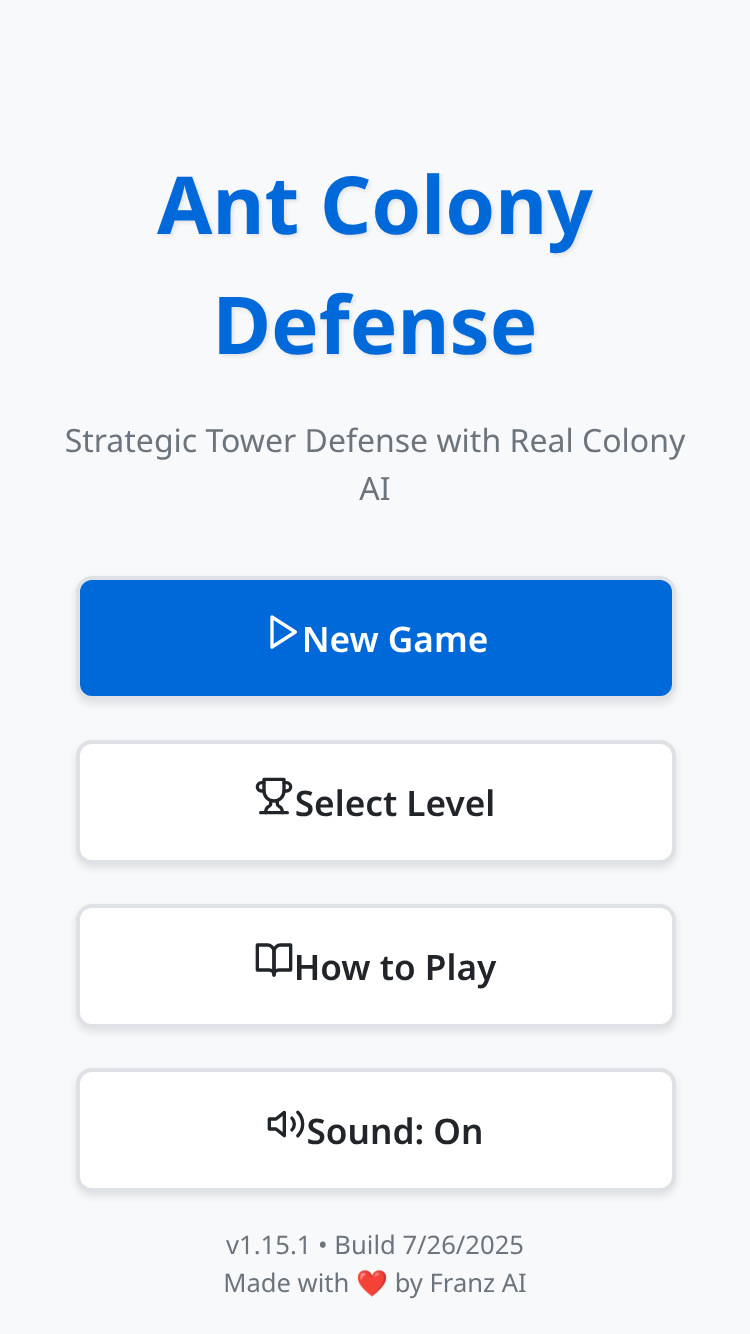 Ant Colony
Defense
Strategic Tower Defense with Real Colony
AI
New Game
Select Level
How to Play
Sound: On
v1.15.1 • Build 7/26/2025
Made with ❤️ by Franz AI